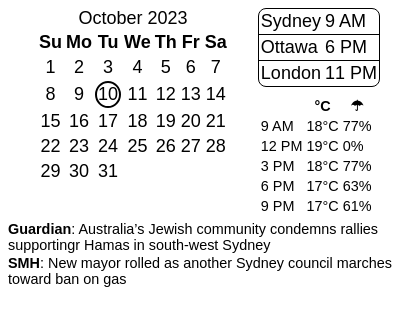 October 2023
Su Mo Tu We Th Fr Sa
1 2 3 4 5 6 7
8 9 10 11 12 13 14
15 16 17 18 19 20 21
22 23 24 25 26 27 28
29 30 31
Sydney 9 AM
Ottawa 6 PM
London 11 PM
°C ☂
9 AM 18°C 77%
12 PM 19°C 0%
3 PM 18°C 77%
6 PM 17°C 63%
9 PM 17°C 61%
Guardian: Australia’s Jewish community condemns rallies
supportingr Hamas in south-west Sydney
SMH: New mayor rolled as another Sydney council marches
toward ban on gas